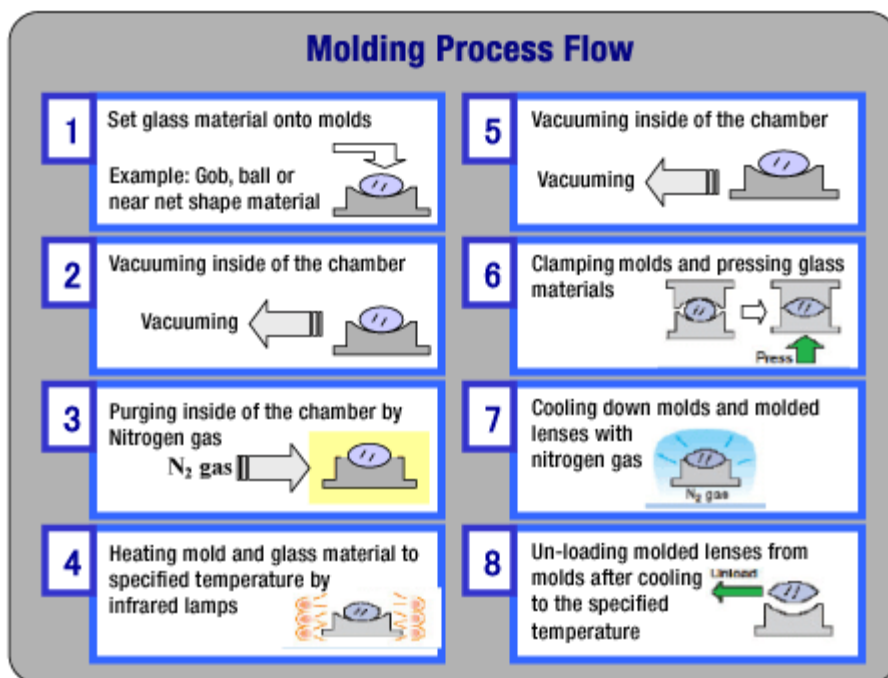 Molding Process Flow
1
Set glass material onto molds
Example: Gob, ball or
near net shape material
2
Vacuuming inside of the chamber
Vacuuming
3
Purging inside of the chamber by
Nitrogen gas
N₂ gas
4
Heating mold and glass material to
specified temperature by
infrared lamps
5
Vacuuming inside of the chamber
Vacuuming
6
Clamping molds and pressing glass
materials
Press
7
Cooling down molds and molded
lenses with
nitrogen gas
N₂ gas
8
Un-loading molded lenses from
molds after cooling
Unload
to the specified
temperature